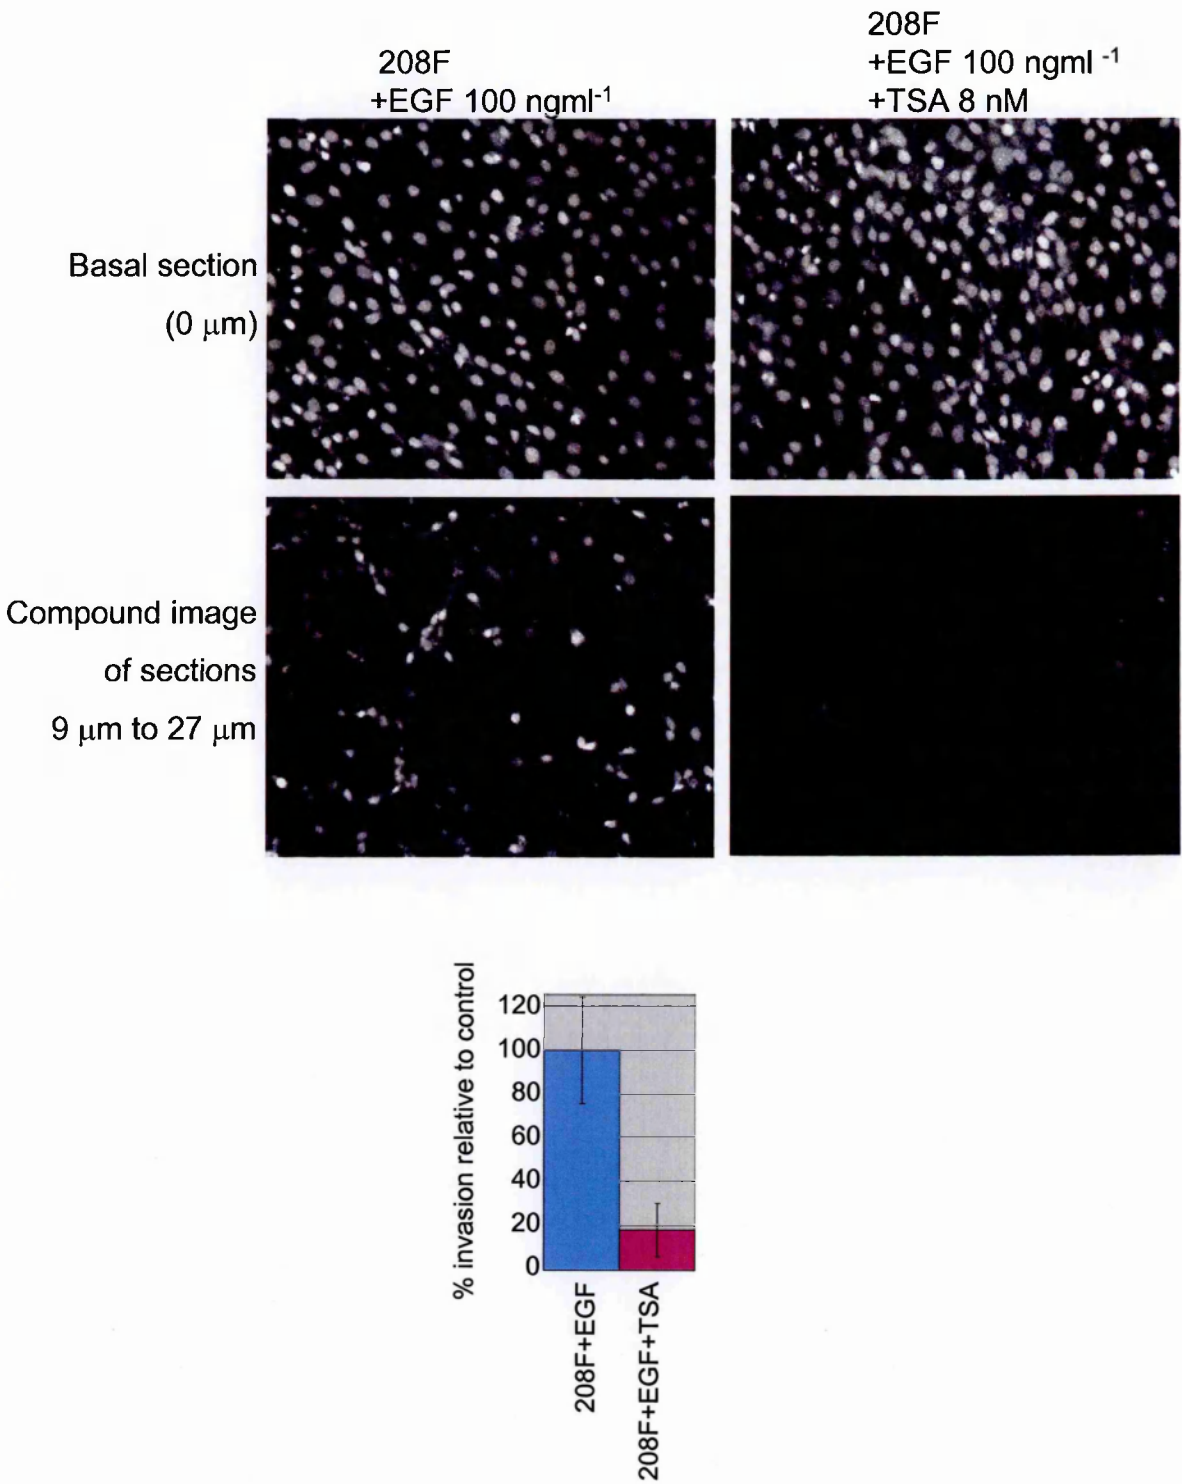 208F
+EGF 100 ngml⁻¹
208F
+EGF 100 ngml ⁻¹
+TSA 8 nM
Basal section
(0 μm)
Compound image
of sections
9 μm to 27 μm
% invasion relative to control
120
100
80
60
40
20
0
208F+EGF
208F+EGF+TSA